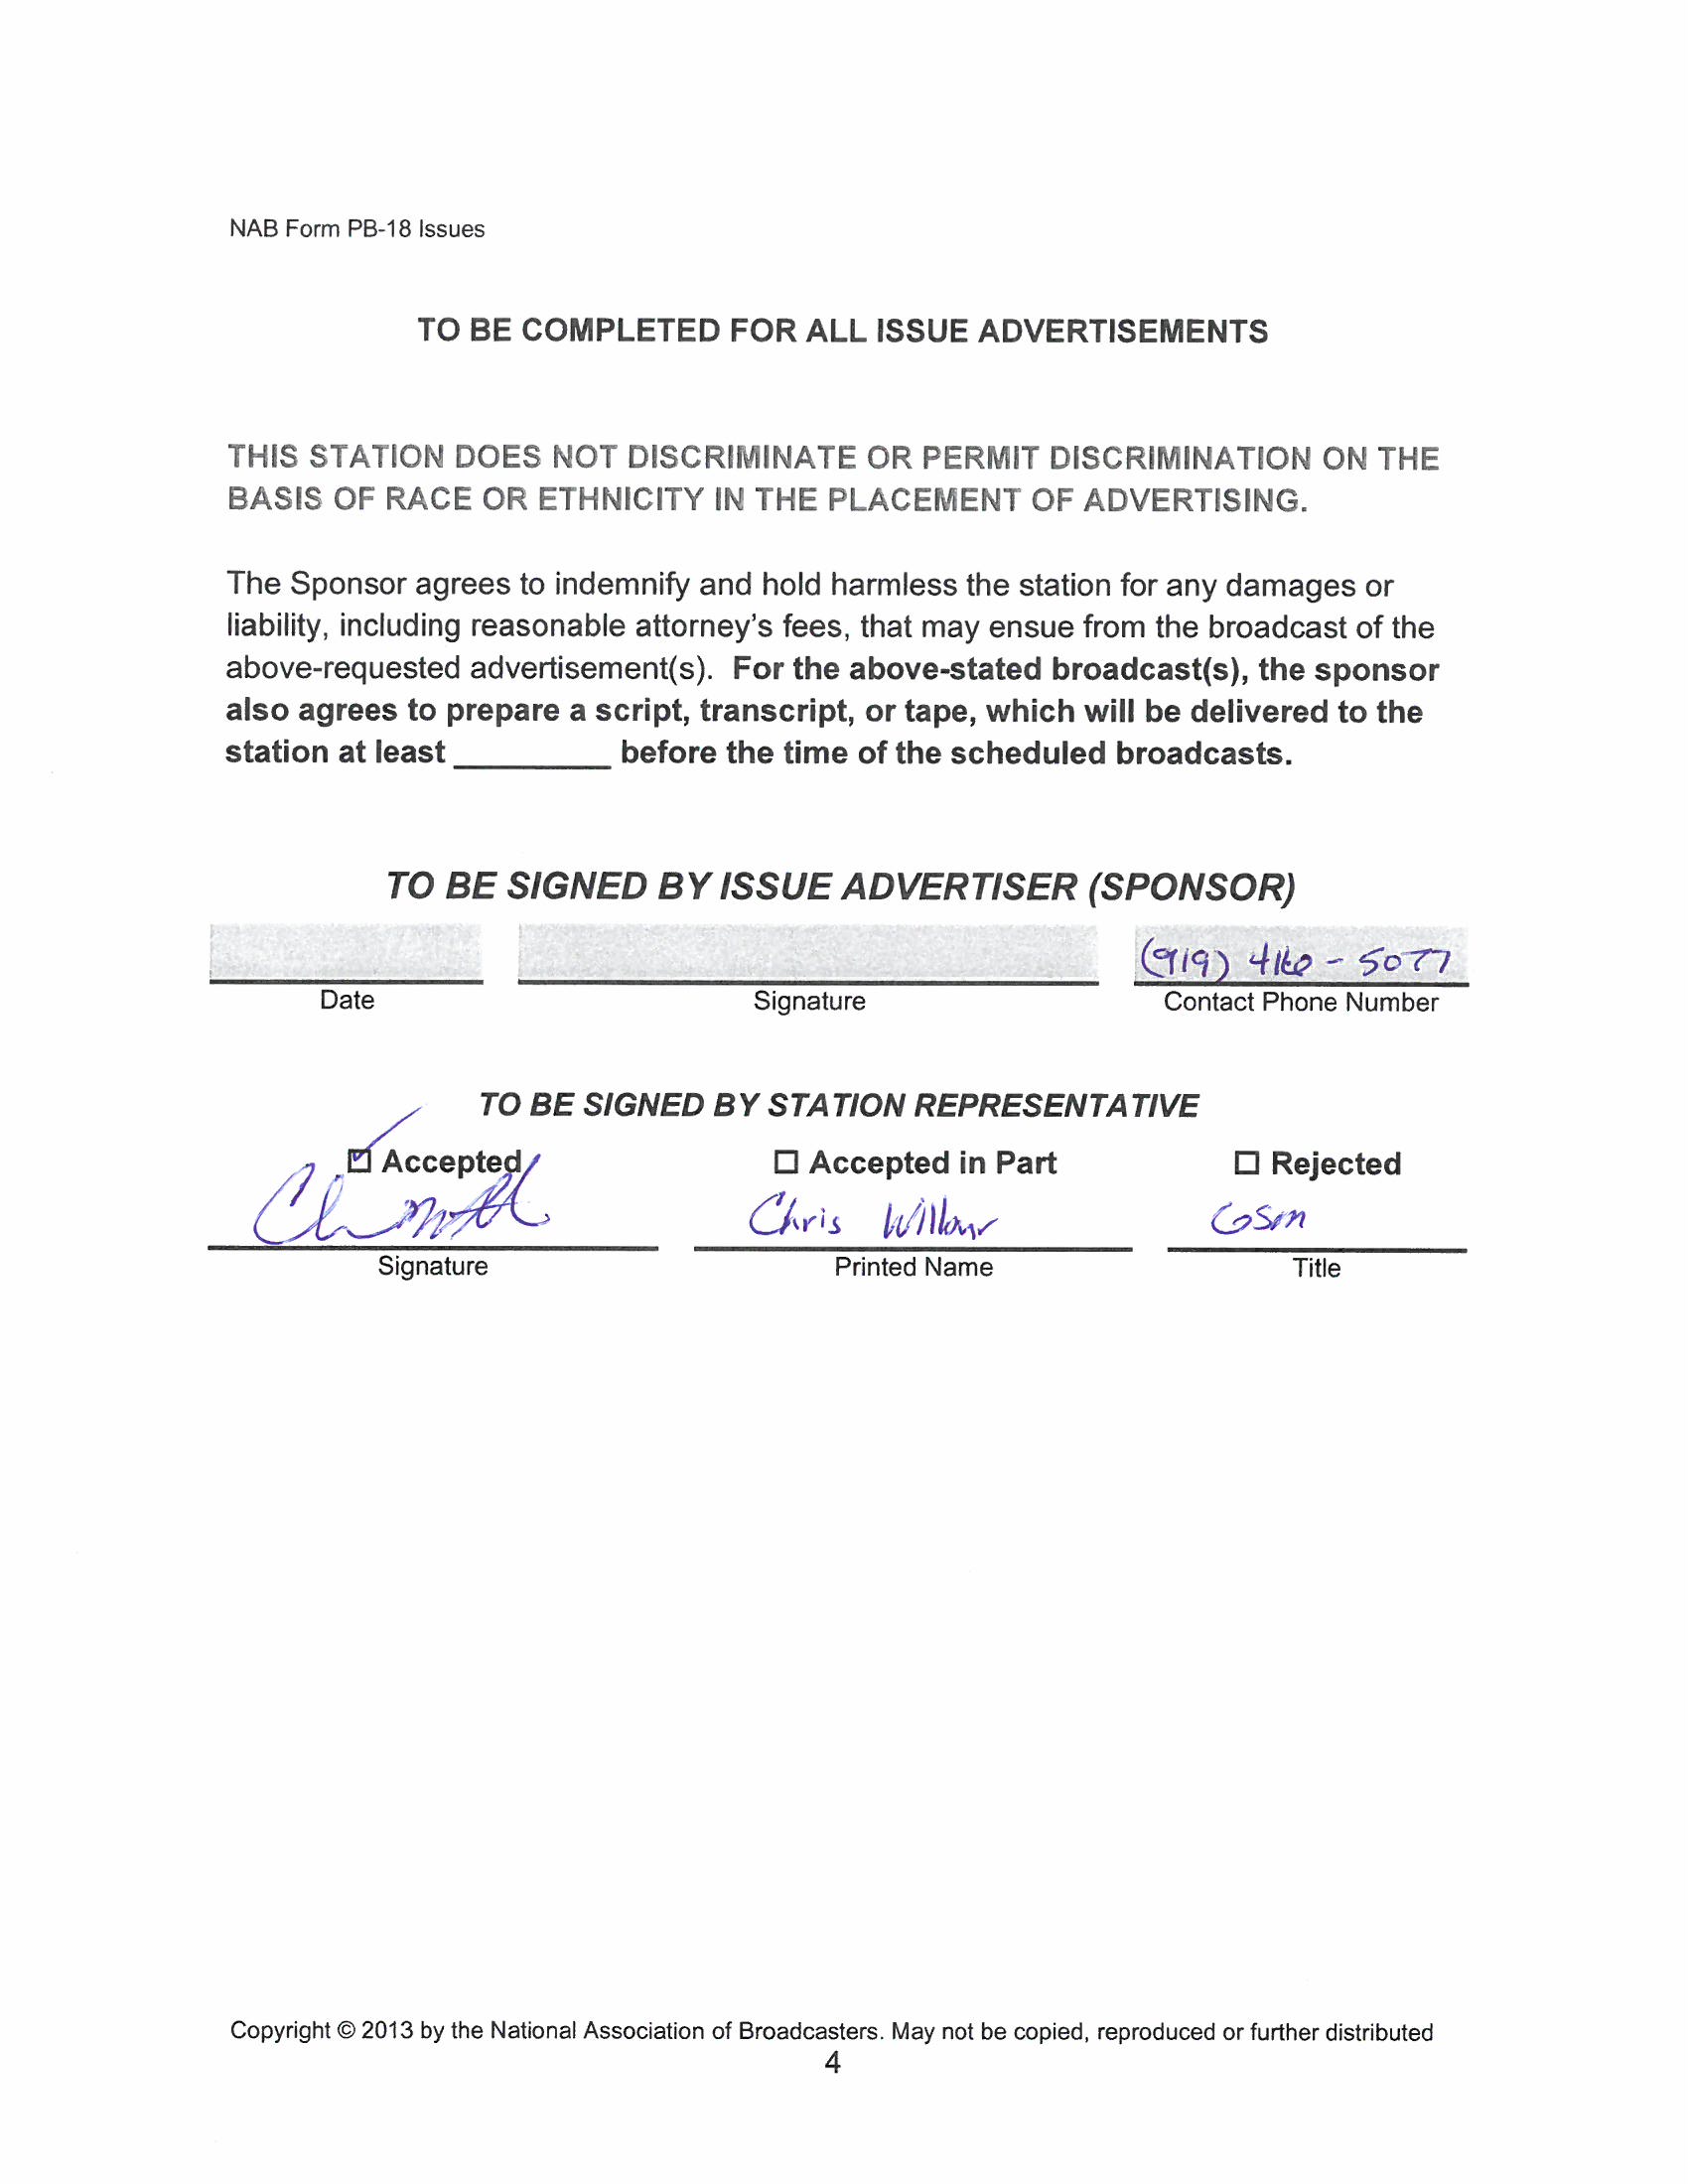 NAB Form PB-18 Issues
TO BE COMPLETED FOR ALL ISSUE ADVERTISEMENTS
THIS STATION DOES NOT DISCRIMINATE OR PERMIT DISCRIMINATION ON THE
BASIS OF RACE OR ETHNICITY IN THE PLACEMENT OF ADVERTISING.
The Sponsor agrees to indemnify and hold harmless the station for any damages or
liability, including reasonable attorney's fees, that may ensue from the broadcast of the
above-requested advertisement(s). For the above-stated broadcast(s), the sponsor
also agrees to prepare a script, transcript, or tape, which will be delivered to the
station at least _________ before the time of the scheduled broadcasts.
TO BE SIGNED BY ISSUE ADVERTISER (SPONSOR)
(919) - 5077
Date Signature Contact Phone Number
TO BE SIGNED BY STATION REPRESENTATIVE
Accepted Accepted in Part Rejected
Chris GSM
Signature Printed Name Title
Copyright © 2013 by the National Association of Broadcasters. May not be copied, reproduced or further distributed
4